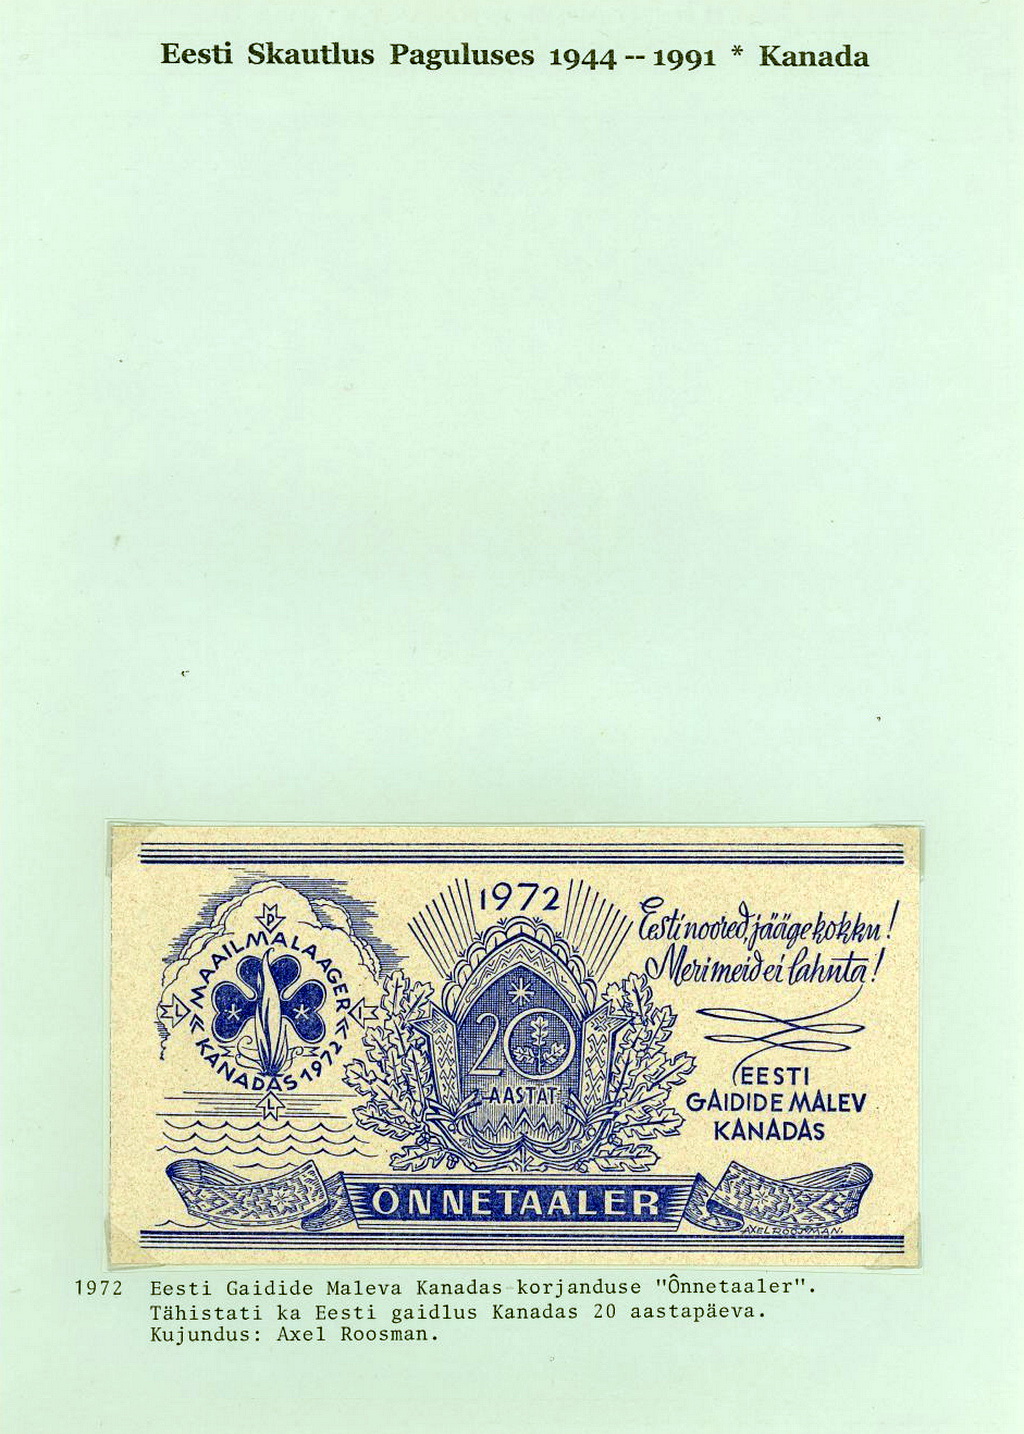 Eesti Skautlus Paguluses 1944 -- 1991 * Kanada
1972
Eesti noored, jääge kokku!
Meri meid ei lahuta!
P
L
I
L
MAAILMALAAGER
KANADAS 1972
20
AASTAT
EESTI
GAIDIDE MALEV
KANADAS
ÕNNETAALER
AXEL ROOSMAN.
1972 Eesti Gaidide Maleva Kanadas korjanduse "Õnnetaaler".
Tähistati ka Eesti gaidlus Kanadas 20 aastapäeva.
Kujundus: Axel Roosman.